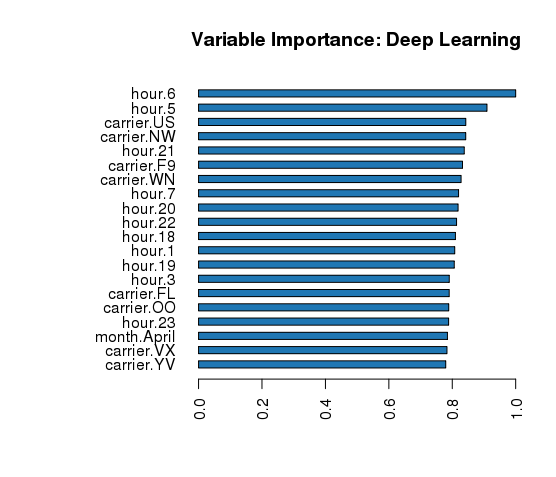 Variable Importance: Deep Learning
hour.6
hour.5
carrier.US
carrier.NW
hour.21
carrier.F9
carrier.WN
hour.7
hour.20
hour.22
hour.18
hour.1
hour.19
hour.3
carrier.FL
carrier.OO
hour.23
month.April
carrier.VX
carrier.YV
0.0
0.2
0.4
0.6
0.8
1.0